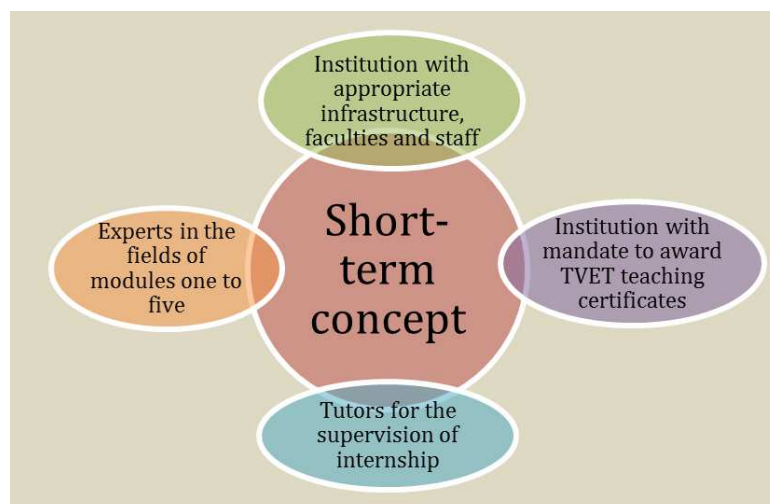 Institution with
appropriate
infrastructure,
faculties and staff
Experts in the
fields of
modules one to
five
Short-
term
concept
Institution with
mandate to award
TVET teaching
certificates
Tutors for the
supervision of
internship